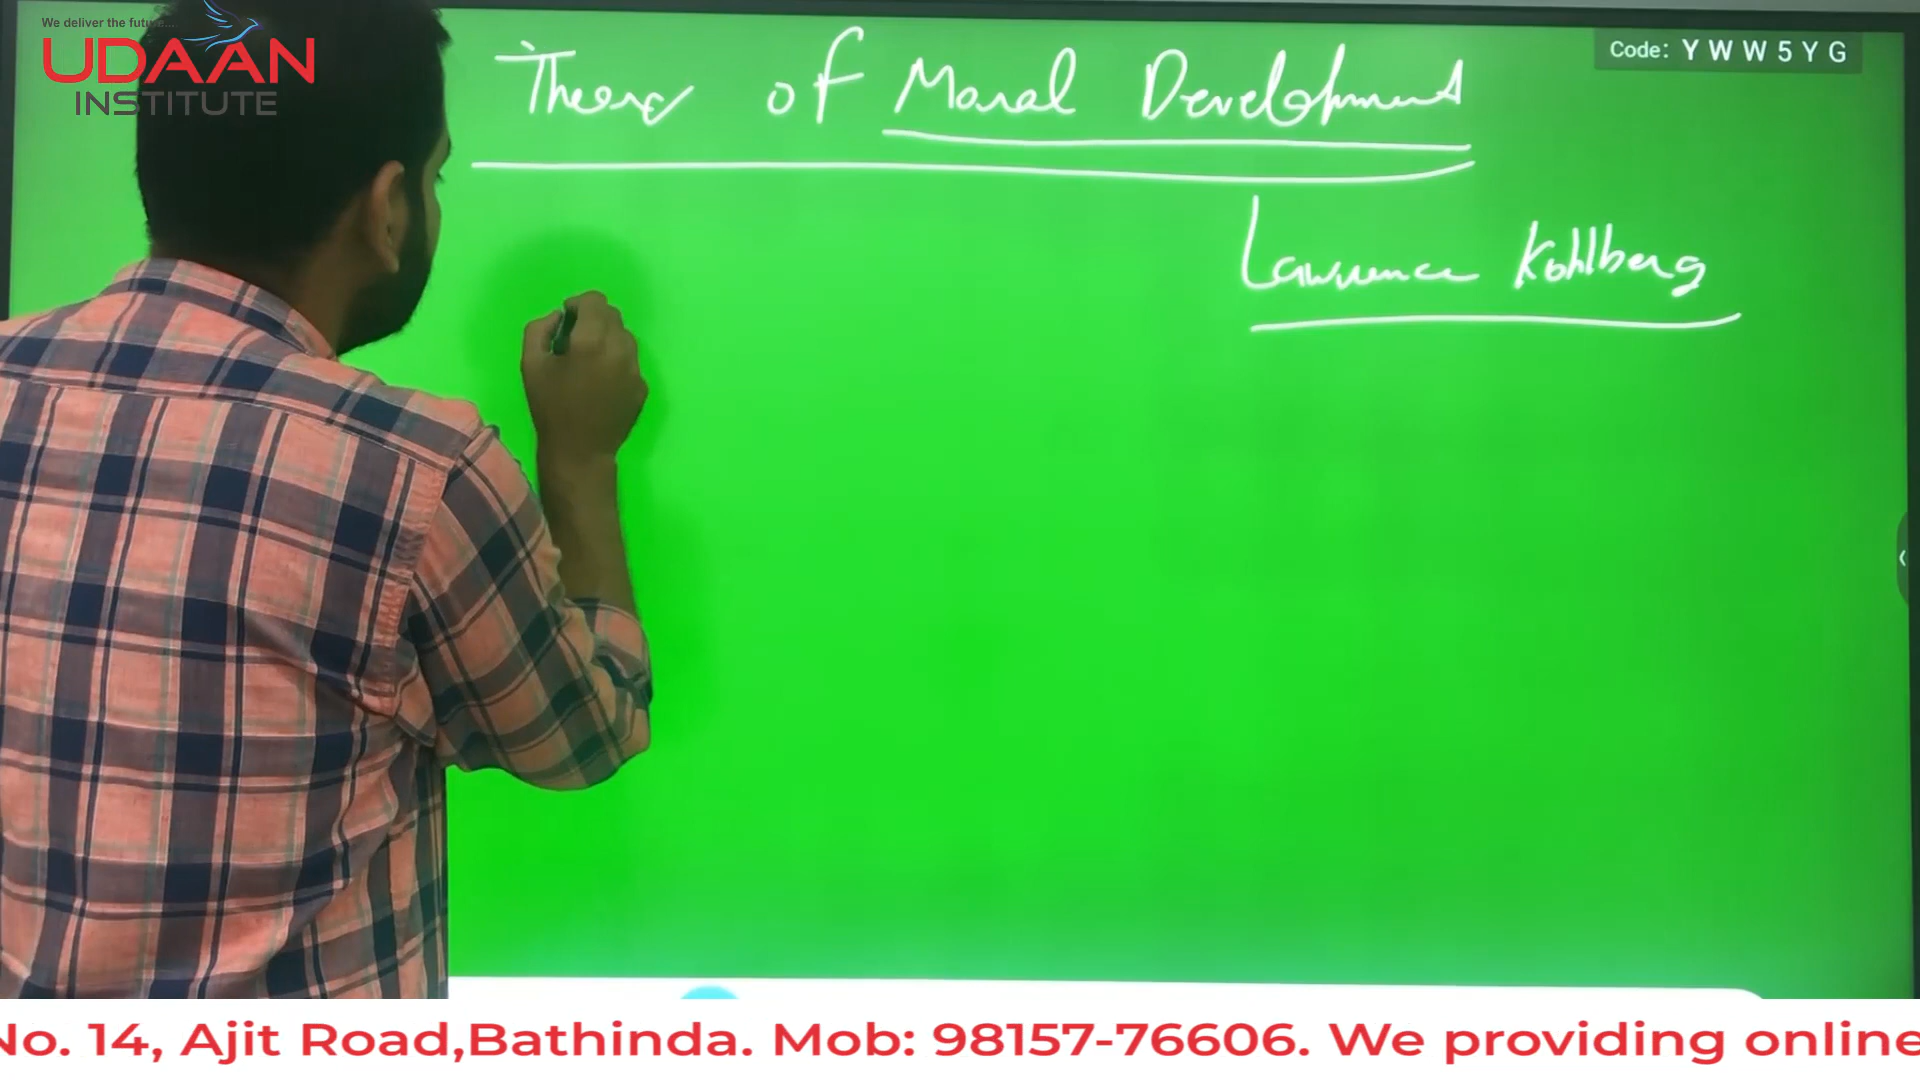 We deliver the future....
UDAAN
INSTITUTE
Code: YWW5YG
Theory of Moral Development
Lawrence Kohlberg
No. 14, Ajit Road,Bathinda. Mob: 98157-76606. We providing online